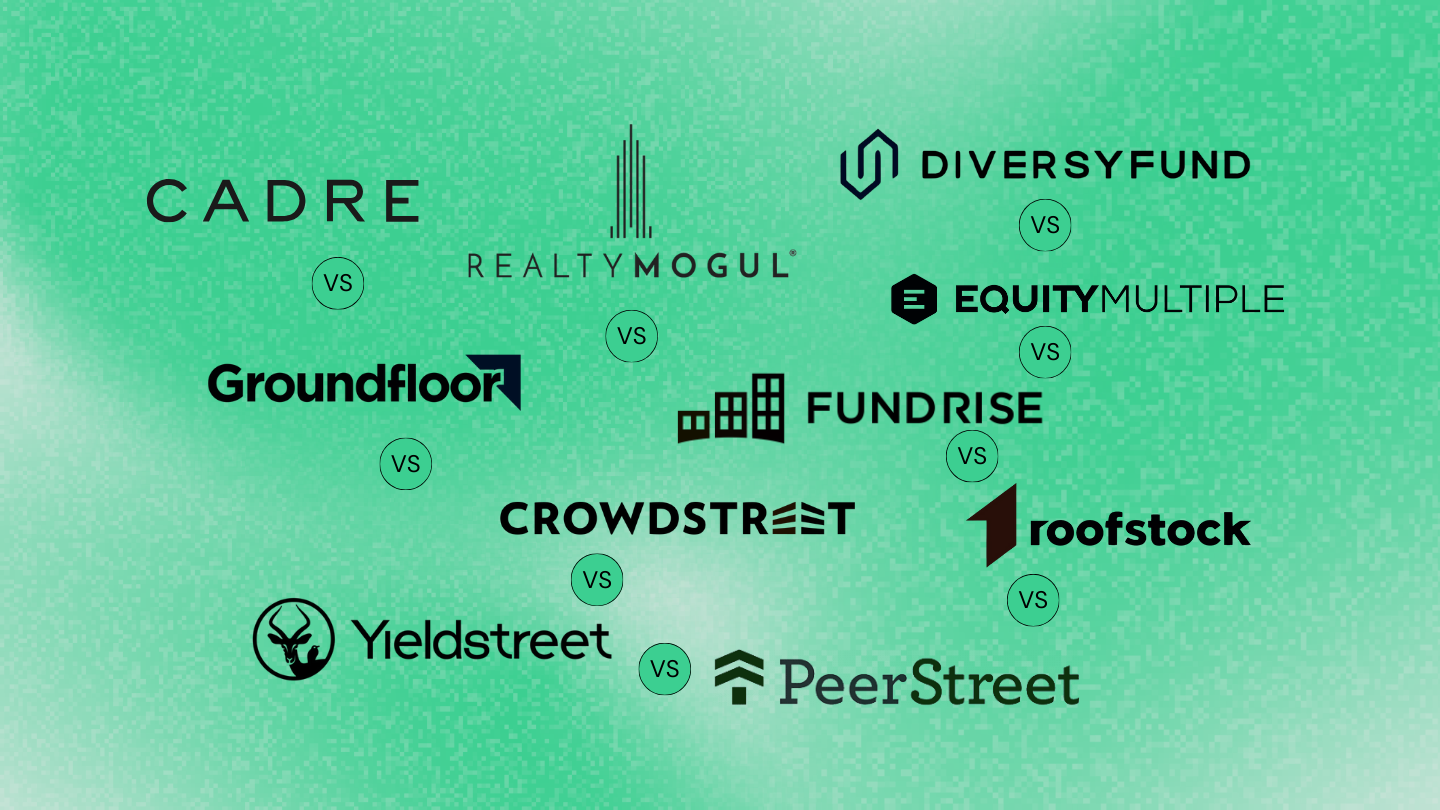 CADRE
VS
REALTYMOGUL®
VS
DIVERSYFUND
VS
EQUITYMULTIPLE
VS
Groundfloor
VS
FUNDRISE
VS
CROWDSTREET
VS
roofstock
VS
Yieldstreet
VS
PeerStreet